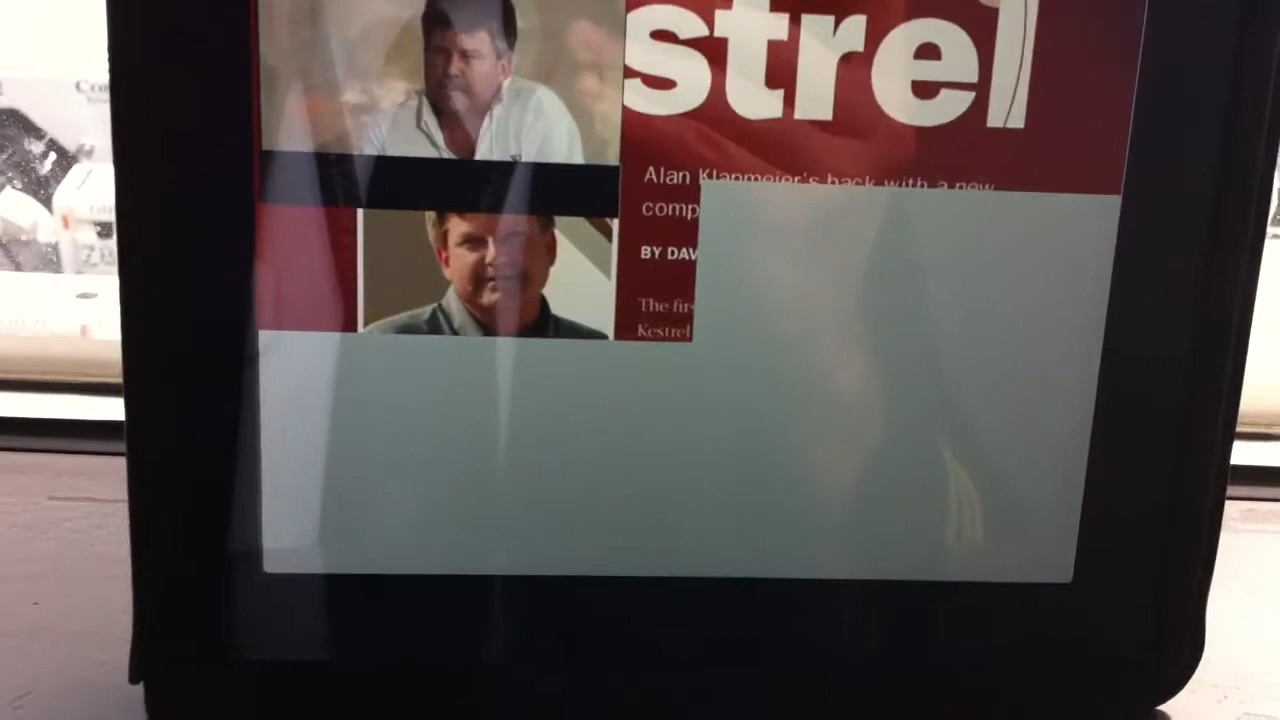 strel
Alan Klapmeier's back with a new
comp
BY DAV
The firs
Kestrel